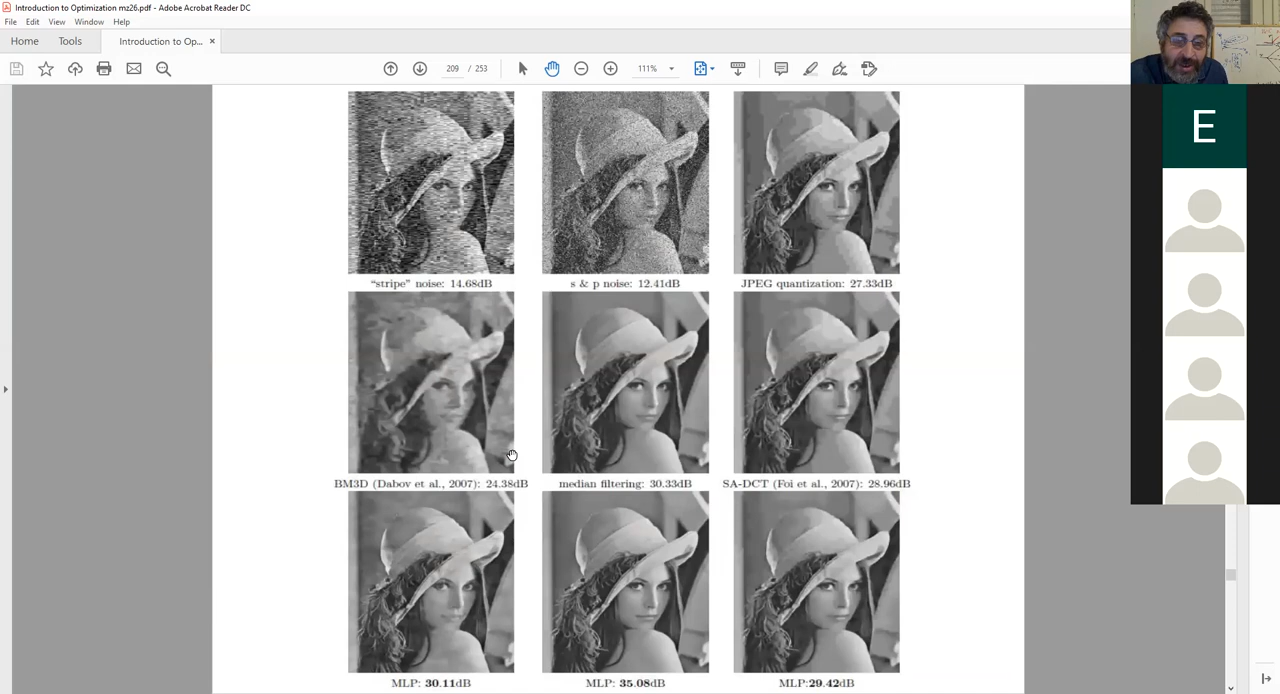 Introduction to Optimization mz26.pdf - Adobe Acrobat Reader DC
File Edit View Window Help
Home Tools Introduction to Op... ×
209 / 253 111%
E
"stripe" noise: 14.68dB s & p noise: 12.41dB JPEG quantization: 27.33dB
BM3D (Dabov et al., 2007): 24.38dB median filtering: 30.33dB SA-DCT (Foi et al., 2007): 28.96dB
MLP: 30.11dB MLP: 35.08dB MLP:29.42dB